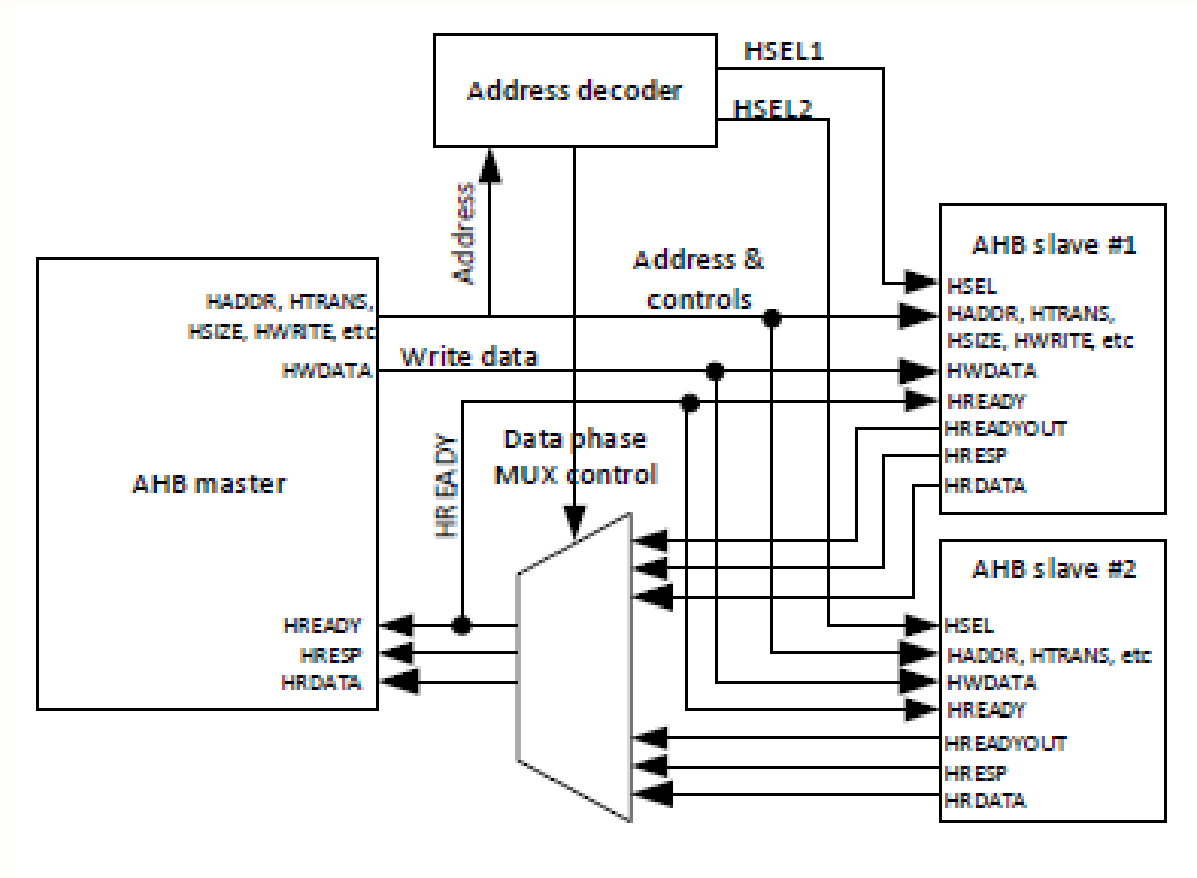 HSEL1
Address decoder
HSEL2
Address
Address &
controls
AHB slave #1
HSEL
HADDR, HTRANS,
HSIZE, HWRITE, etc
HWDATA
HREADY
HREADYOUT
HRESP
HRDATA
HADDR, HTRANS,
HSIZE, HWRITE, etc
HWDATA
Write data
AHB master
HREADY
Data phase
MUX control
HREADY
HRESP
HRDATA
AHB slave #2
HSEL
HADDR, HTRANS, etc
HWDATA
HREADY
HREADYOUT
HRESP
HRDATA